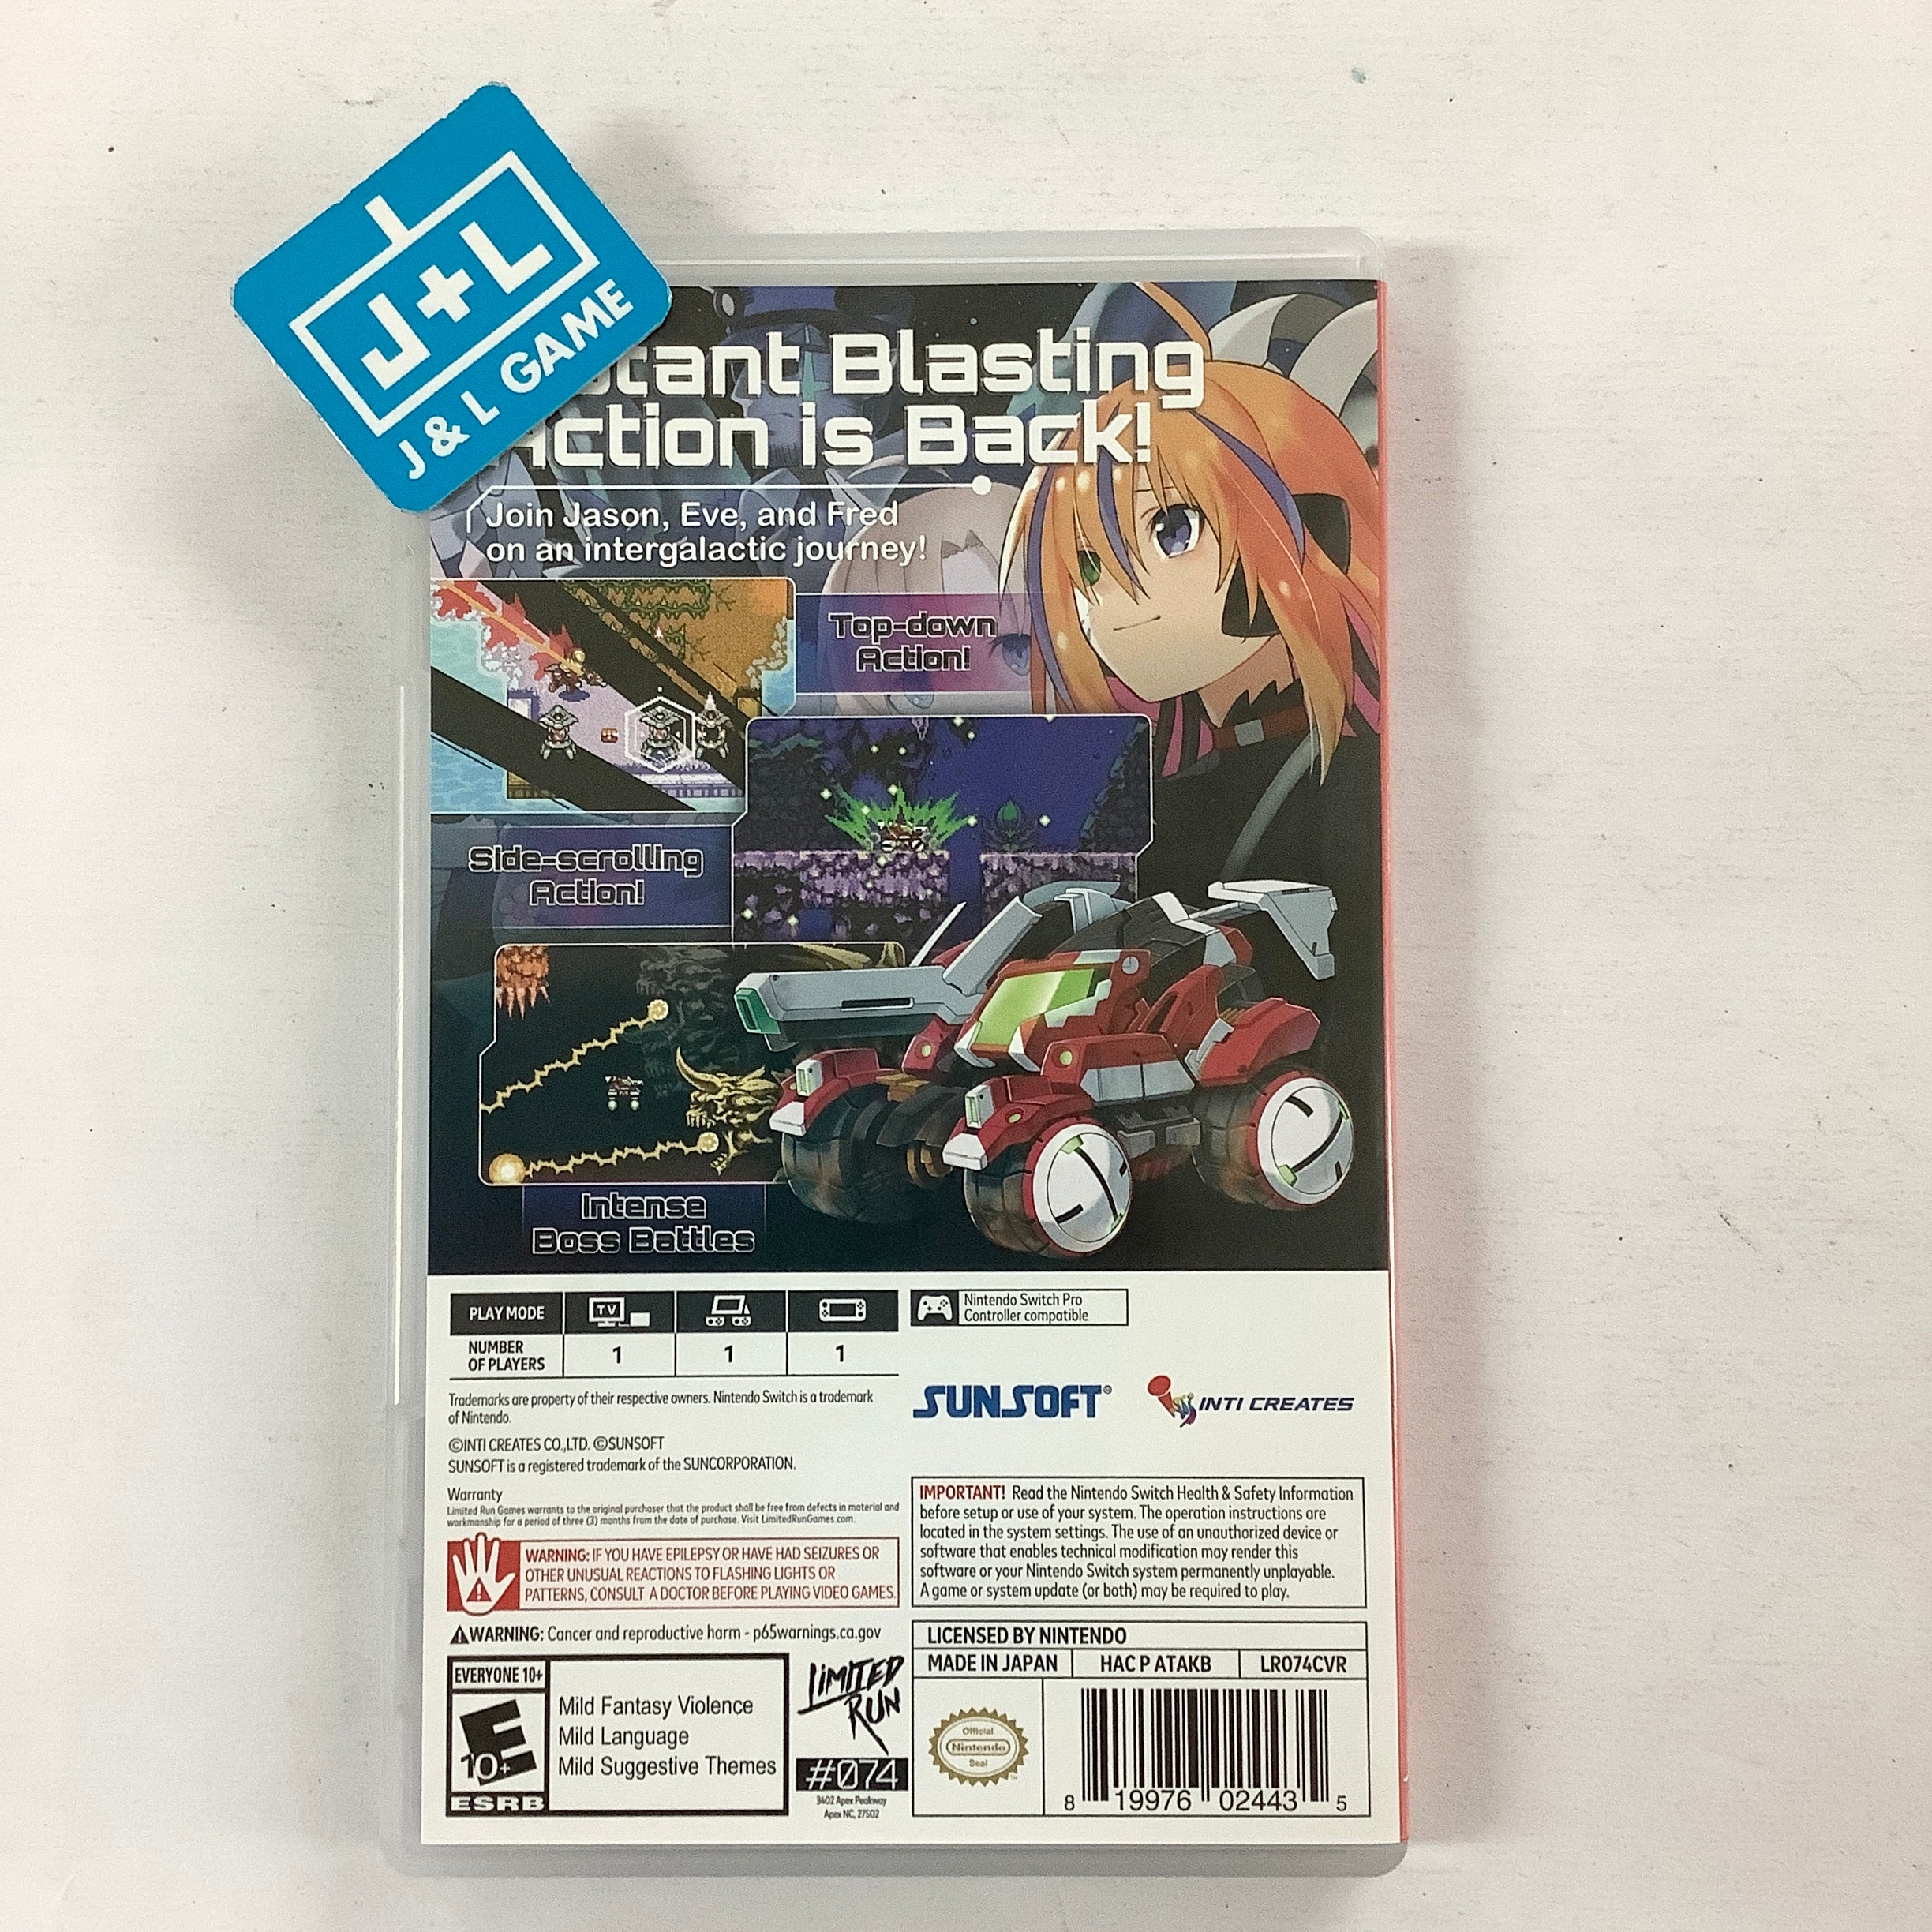 J+L
J & L GAME
Blasting
Action is Back!
Join Jason, Eve, and Fred
on an intergalactic journey!
Top-down
Action!
Side-scrolling
Action!
Intense
Boss Battles
PLAY MODE
TV
NUMBER
OF PLAYERS
1
1
1
Nintendo Switch Pro
Controller compatible
Trademarks are property of their respective owners. Nintendo Switch is a trademark
of Nintendo.
©INTI CREATES CO.,LTD. ©SUNSOFT
SUNSOFT is a registered trademark of the SUNCORPORATION.
SUNSOFT®
INTI CREATES
Warranty
Limited Run Games warrants to the original purchaser that the product shall be free from defects in material and
workmanship for a period of three (3) months from the date of purchase. Visit LimitedRunGames.com.
WARNING: IF YOU HAVE EPILEPSY OR HAVE HAD SEIZURES OR
OTHER UNUSUAL REACTIONS TO FLASHING LIGHTS OR
PATTERNS, CONSULT A DOCTOR BEFORE PLAYING VIDEO GAMES.
WARNING: Cancer and reproductive harm - p65warnings.ca.gov
IMPORTANT! Read the Nintendo Switch Health & Safety Information
before setup or use of your system. The operation instructions are
located in the system settings. The use of an unauthorized device or
software that enables technical modification may render this
software or your Nintendo Switch system permanently unplayable.
A game or system update (or both) may be required to play.
EVERYONE 10+
E
10+
ESRB
Mild Fantasy Violence
Mild Language
Mild Suggestive Themes
LIMITED
RUN
#074
3402 Apex Peakway
Apex NC, 27502
LICENSED BY NINTENDO
MADE IN JAPAN
HAC P ATAKB
LR074CVR
Official
Nintendo
Seal
8 19976 02443 5